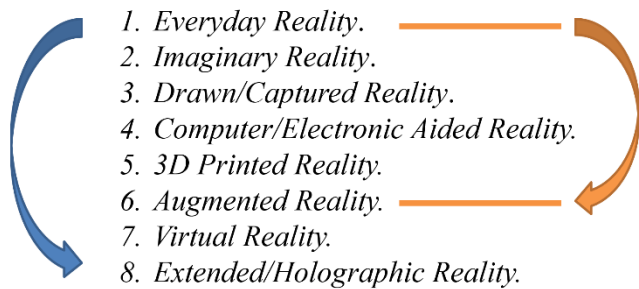 1. Everyday Reality.
2. Imaginary Reality.
3. Drawn/Captured Reality.
4. Computer/Electronic Aided Reality.
5. 3D Printed Reality.
6. Augmented Reality.
7. Virtual Reality.
8. Extended/Holographic Reality.